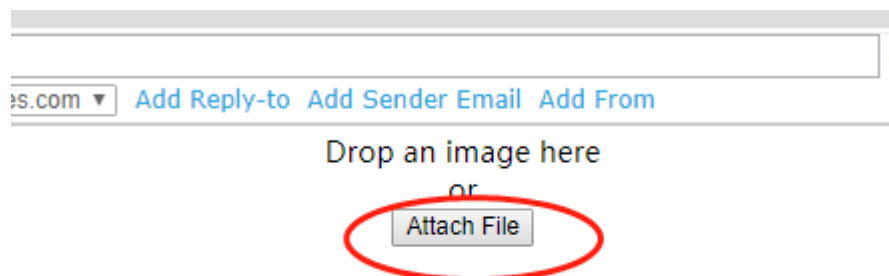 es.com ▾ Add Reply-to Add Sender Email Add From
Drop an image here
or
Attach File